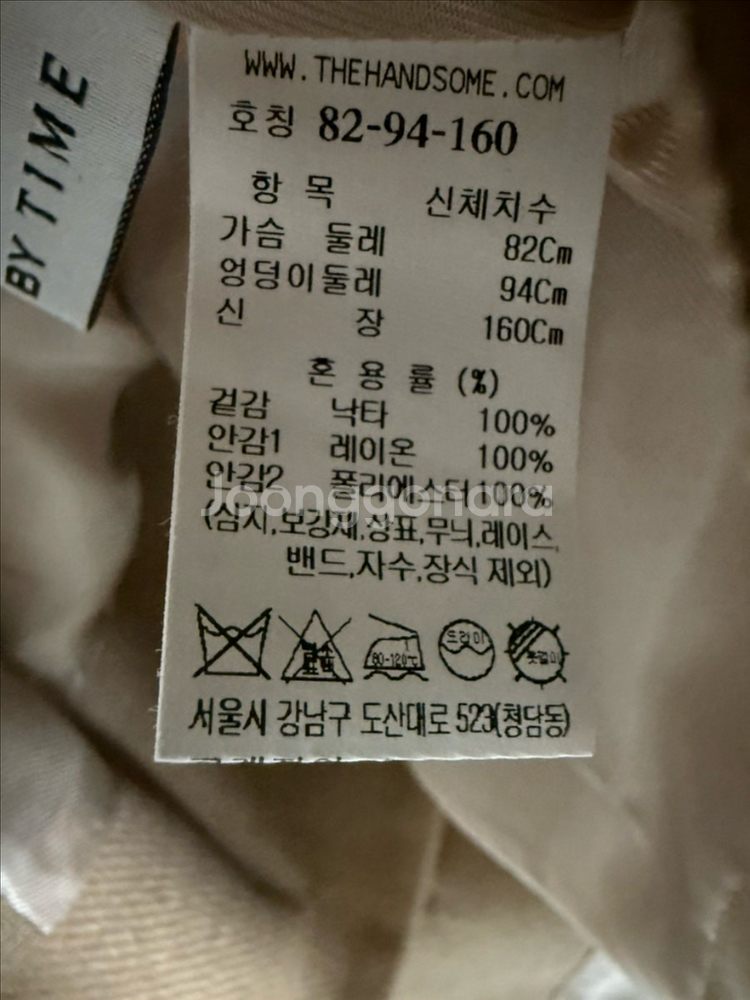 BY TIME
WWW.THEHANDSOME.COM
호칭 82-94-160
항 목 신체치수
가슴 둘레 82Cm
엉덩이둘레 94Cm
신 장 160Cm
혼 용 률 (%)
겉감 낙타 100%
안감1 레이온 100%
안감2 폴리에스터 100%
Joonggonara
(심지,보강재,상표,무늬,레이스,
밴드,자수,장식 제외)
80-120℃
드라이
서울시 강남구 도산대로 523(청담동)